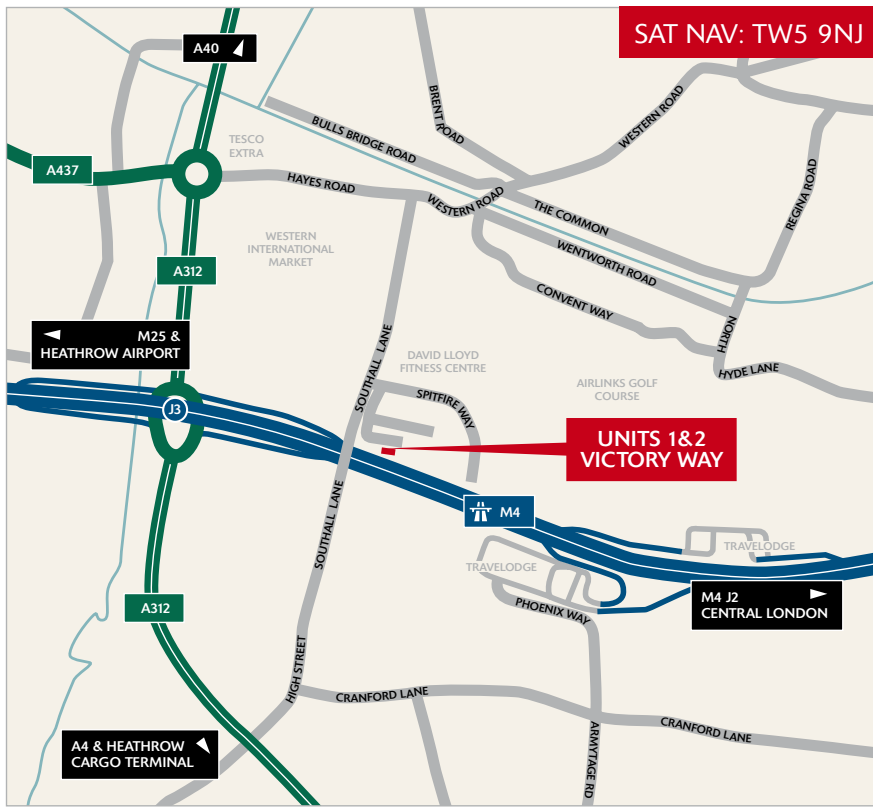 SAT NAV: TW5 9NJ
A40
BRENT ROAD
WESTERN ROAD
TESCO
EXTRA
BULLS BRIDGE ROAD
A437
HAYES ROAD
WESTERN ROAD
THE COMMON
REGINA ROAD
WESTERN
INTERNATIONAL
MARKET
WENTWORTH ROAD
A312
CONVENT WAY
M25 &
HEATHROW AIRPORT
NORTH
HYDE LANE
SOUTHALL LANE
DAVID LLOYD
FITNESS CENTRE
AIRLINKS GOLF
COURSE
SPITFIRE WAY
J3
UNITS 1&2
VICTORY WAY
SOUTHALL LANE
M4
TRAVELODGE
TRAVELODGE
M4 J2
CENTRAL LONDON
A312
PHOENIX WAY
HIGH STREET
CRANFORD LANE
CRANFORD LANE
ARMYTAGE RD
A4 & HEATHROW
CARGO TERMINAL